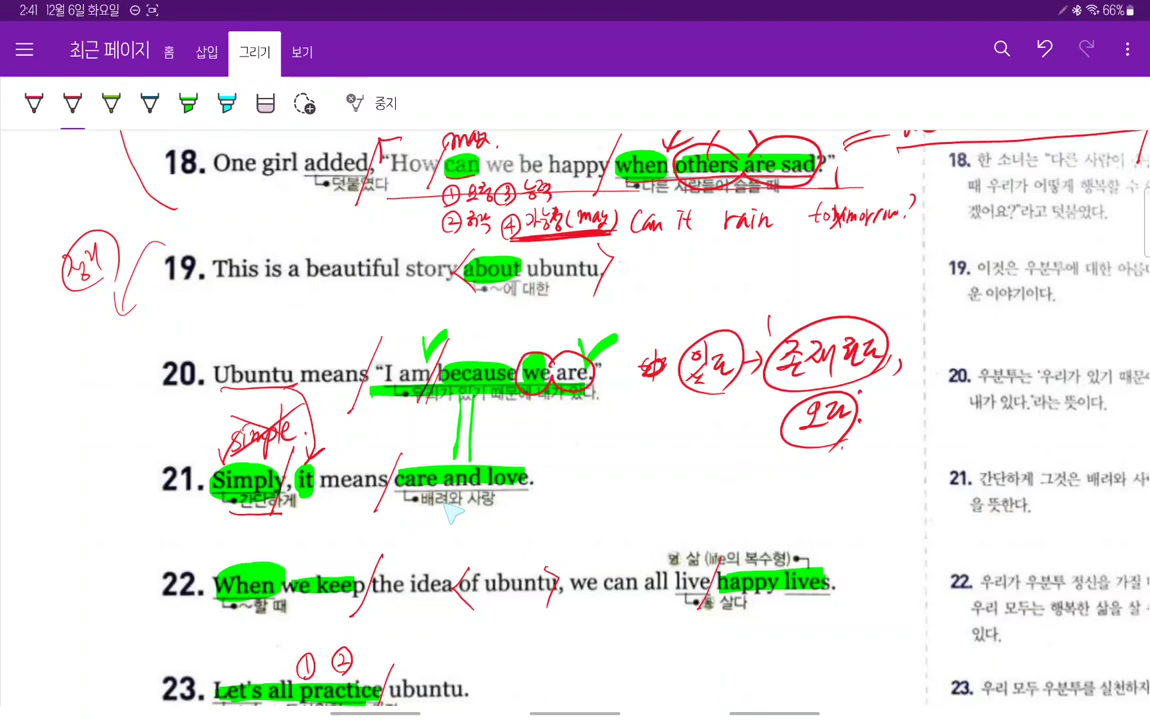 2:41 12월 6일 화요일 66%
최근 페이지 홈 삽입 그리기 보기
중지
may.
18. One girl added, "How can we be happy when others are sad?"
덧붙였다 다른 사람들이 슬플 때
① 요청 ③ 능력
② 허락 ④ 가능성(may) Can it rain tomorrow?
18. 한 소녀는 "다른 사람이
때 우리가 어떻게 행복할 수
겠어요?"라고 덧붙였다.
19. This is a beautiful story about ubuntu.
~에 대한
19. 이것은 우분투에 대한 아름다
운 이야기이다.
20. Ubuntu means "I am because we are."
우리가 있기 때문에 내가 있다.
있다 → 존재한다,
오다.
20. 우분투는 '우리가 있기 때문에
내가 있다.'라는 뜻이다.
simple.
21. Simply, it means care and love.
간단하게 배려와 사랑
21. 간단하게 그것은 배려와 사
을 뜻한다.
명 삶 (life의 복수형)
22. When we keep the idea of ubuntu, we can all live happy lives.
~할 때 동 살다
22. 우리가 우분투 정신을 가질
우리 모두는 행복한 삶을 살
있다.
① ②
23. Let's all practice ubuntu.
23. 우리 모두 우분투를 실천하자